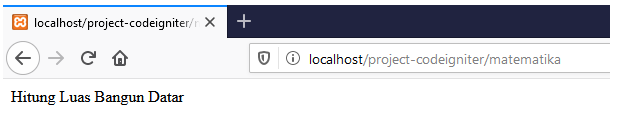 localhost/project-codeigniter/m
localhost/project-codeigniter/matematika
Hitung Luas Bangun Datar